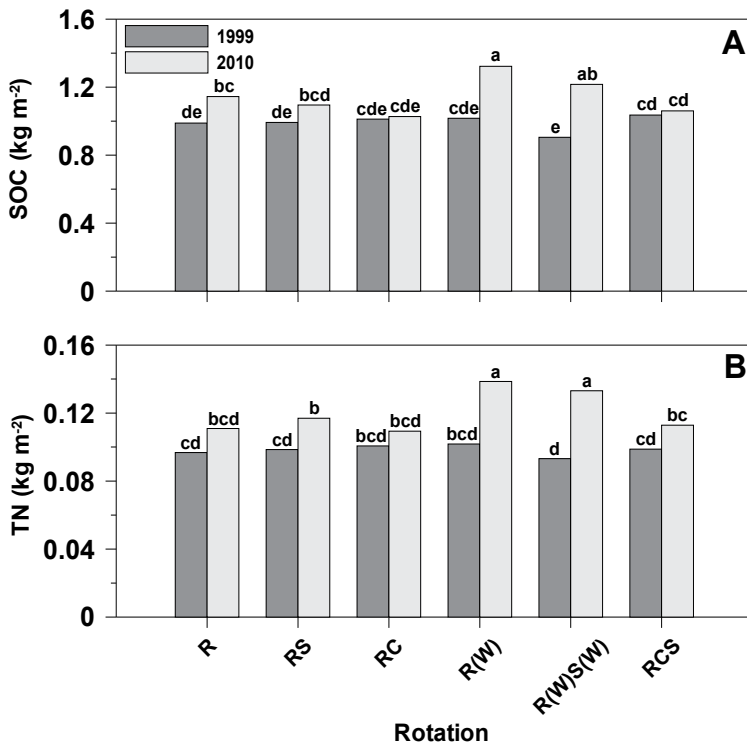 1.6
1999
2010
A
a
ab
bc
bcd
1.2
de
de
cde
cde
cde
e
cd
cd
0.8
0.4
0
SOC (kg m⁻²)
0.16
B
a
a
b
bcd
bcd
bc
0.12
cd
cd
bcd
bcd
d
cd
0.08
0.04
0
TN (kg m⁻²)
R
RS
RC
R(W)
R(W)S(W)
RCS
Rotation